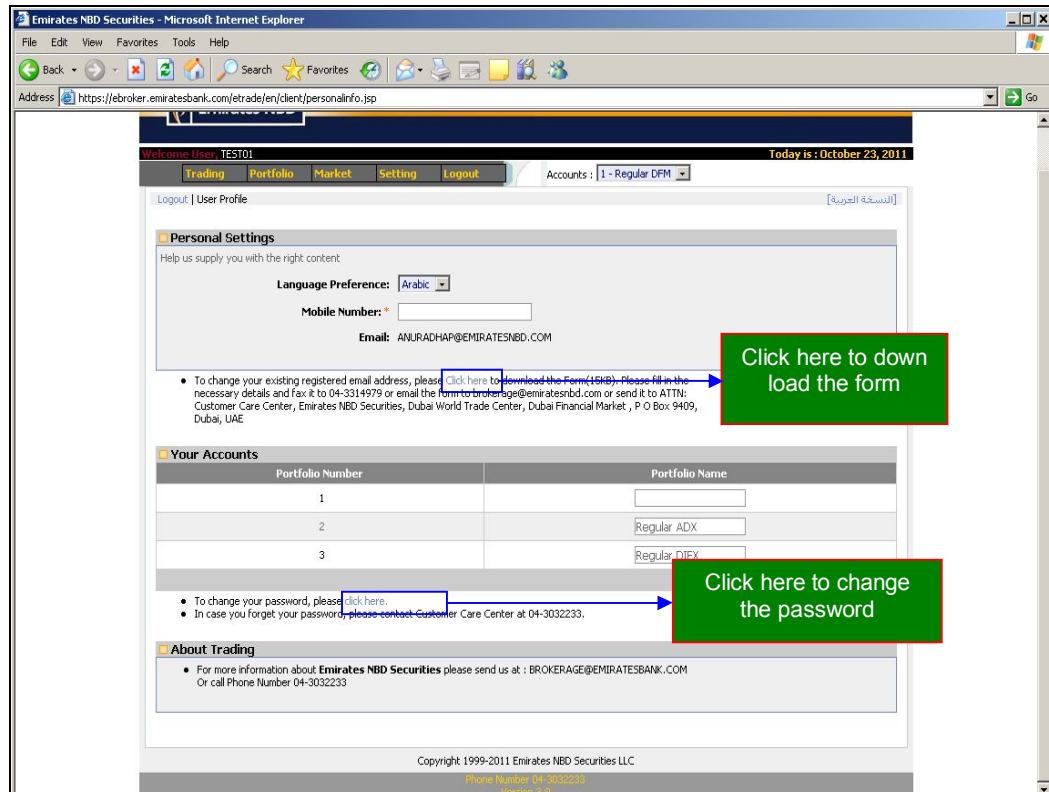 Emirates NBD Securities - Microsoft Internet Explorer
File Edit View Favorites Tools Help
Back Search Favorites
Address https://ebroker.emiratesbank.com/etrade/en/client/personalinfo.jsp Go
Emirates NBD
Welcome User, TEST01 Today is : October 23, 2011
Trading Portfolio Market Setting Logout Accounts : 1 - Regular DFM
Logout | User Profile [النسخة العربية]
Personal Settings
Help us supply you with the right content
Language Preference: Arabic
Mobile Number: *
Email: ANURADHAP@EMIRATESNBD.COM
Click here to down
load the form
• To change your existing registered email address, please Click here to download the Form(15KB). Please fill in the
necessary details and fax it to 04-3314979 or email the form to brokerage@emiratesnbd.com or send it to ATTN:
Customer Care Center, Emirates NBD Securities, Dubai World Trade Center, Dubai Financial Market , P O Box 9409,
Dubai, UAE
Your Accounts
Portfolio Number Portfolio Name
1
2 Regular ADX
3 Regular DIFX
Click here to change
the password
• To change your password, please click here.
• In case you forget your password, please contact Customer Care Center at 04-3032233.
About Trading
• For more information about Emirates NBD Securities please send us at : BROKERAGE@EMIRATESBANK.COM
Or call Phone Number 04-3032233
Copyright 1999-2011 Emirates NBD Securities LLC
Phone Number 04-3032233